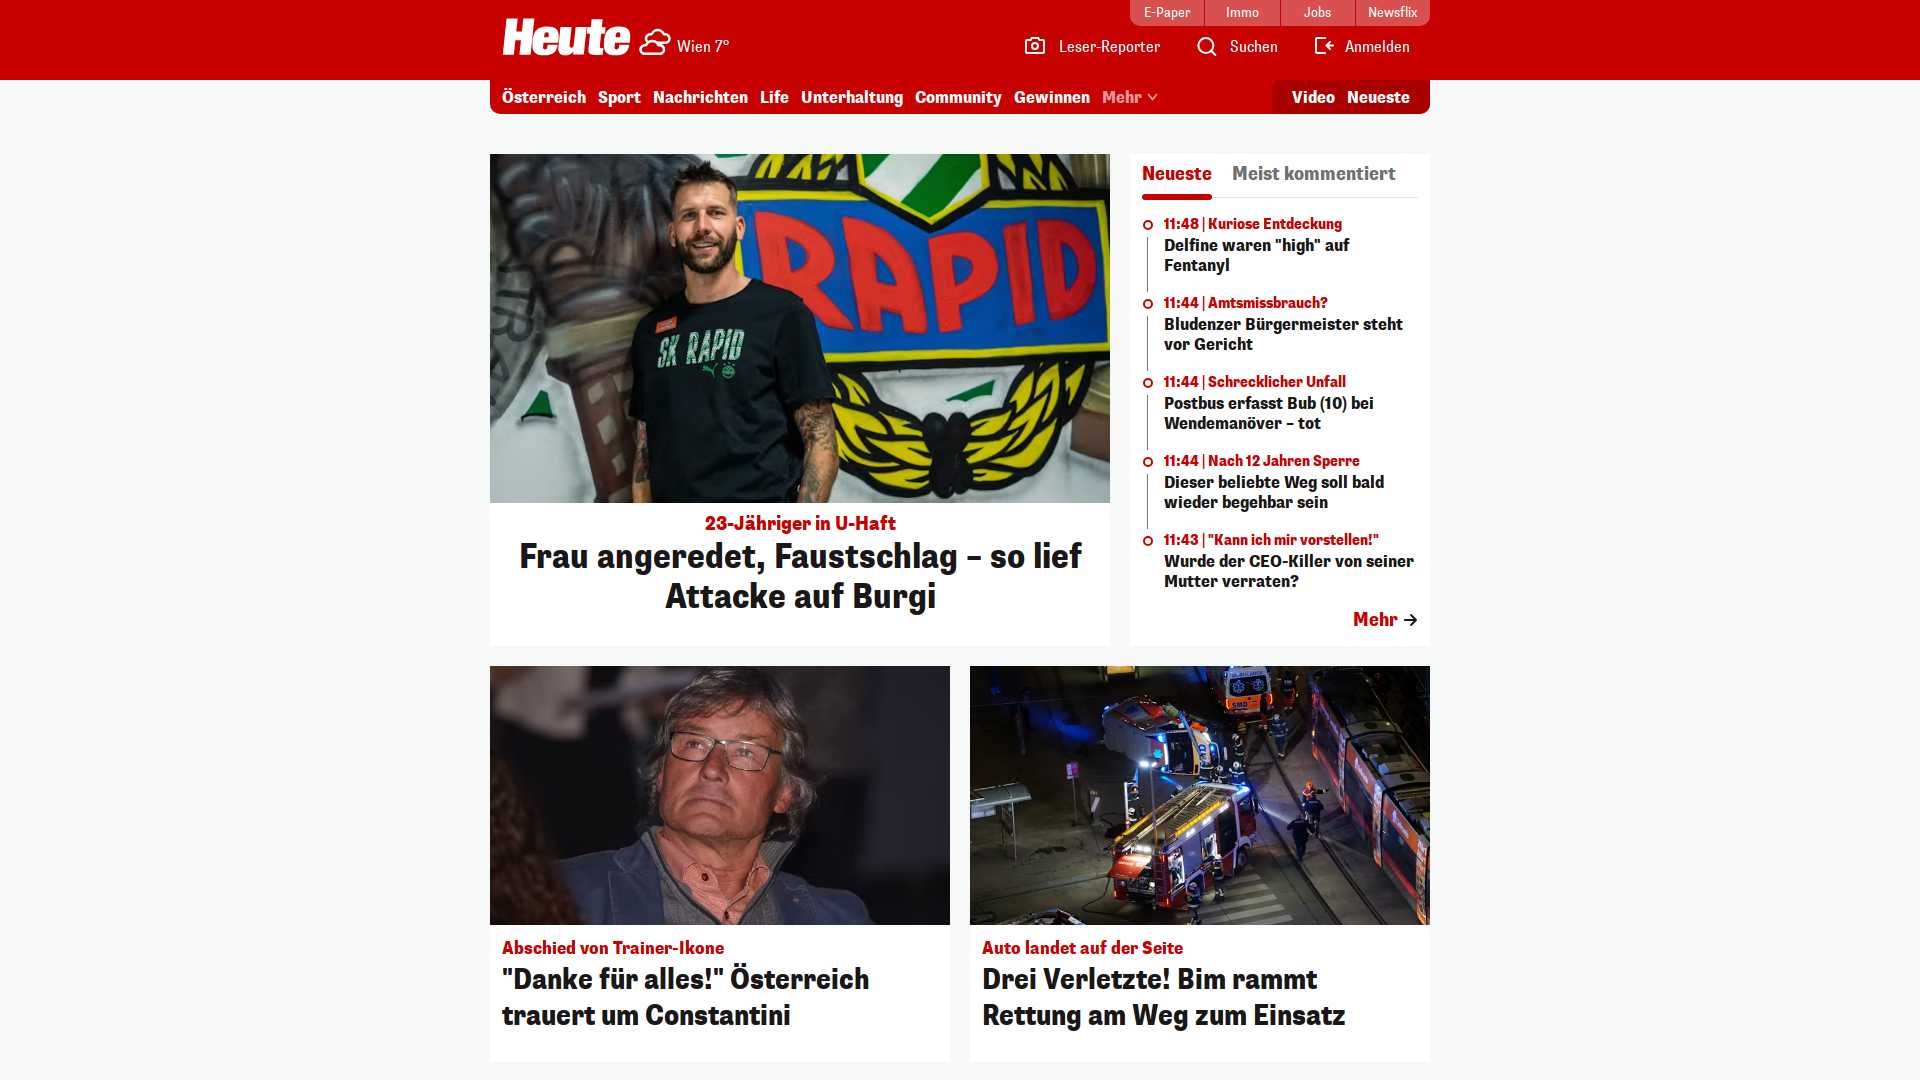 E-Paper
Immo
Jobs
Newsflix
Heute
Wien 7°
Leser-Reporter
Suchen
Anmelden
Österreich Sport Nachrichten Life Unterhaltung Community Gewinnen Mehr
Video Neueste
RAPID
SK RAPID
23-Jähriger in U-Haft
Frau angeredet, Faustschlag – so lief
Attacke auf Burgi
Neueste
Meist kommentiert
11:48 | Kuriose Entdeckung
Delfine waren "high" auf
Fentanyl
11:44 | Amtsmissbrauch?
Bludenzer Bürgermeister steht
vor Gericht
11:44 | Schrecklicher Unfall
Postbus erfasst Bub (10) bei
Wendemanöver – tot
11:44 | Nach 12 Jahren Sperre
Dieser beliebte Weg soll bald
wieder begehbar sein
11:43 | "Kann ich mir vorstellen!"
Wurde der CEO-Killer von seiner
Mutter verraten?
Mehr
SMD
Abschied von Trainer-Ikone
"Danke für alles!" Österreich
trauert um Constantini
Auto landet auf der Seite
Drei Verletzte! Bim rammt
Rettung am Weg zum Einsatz